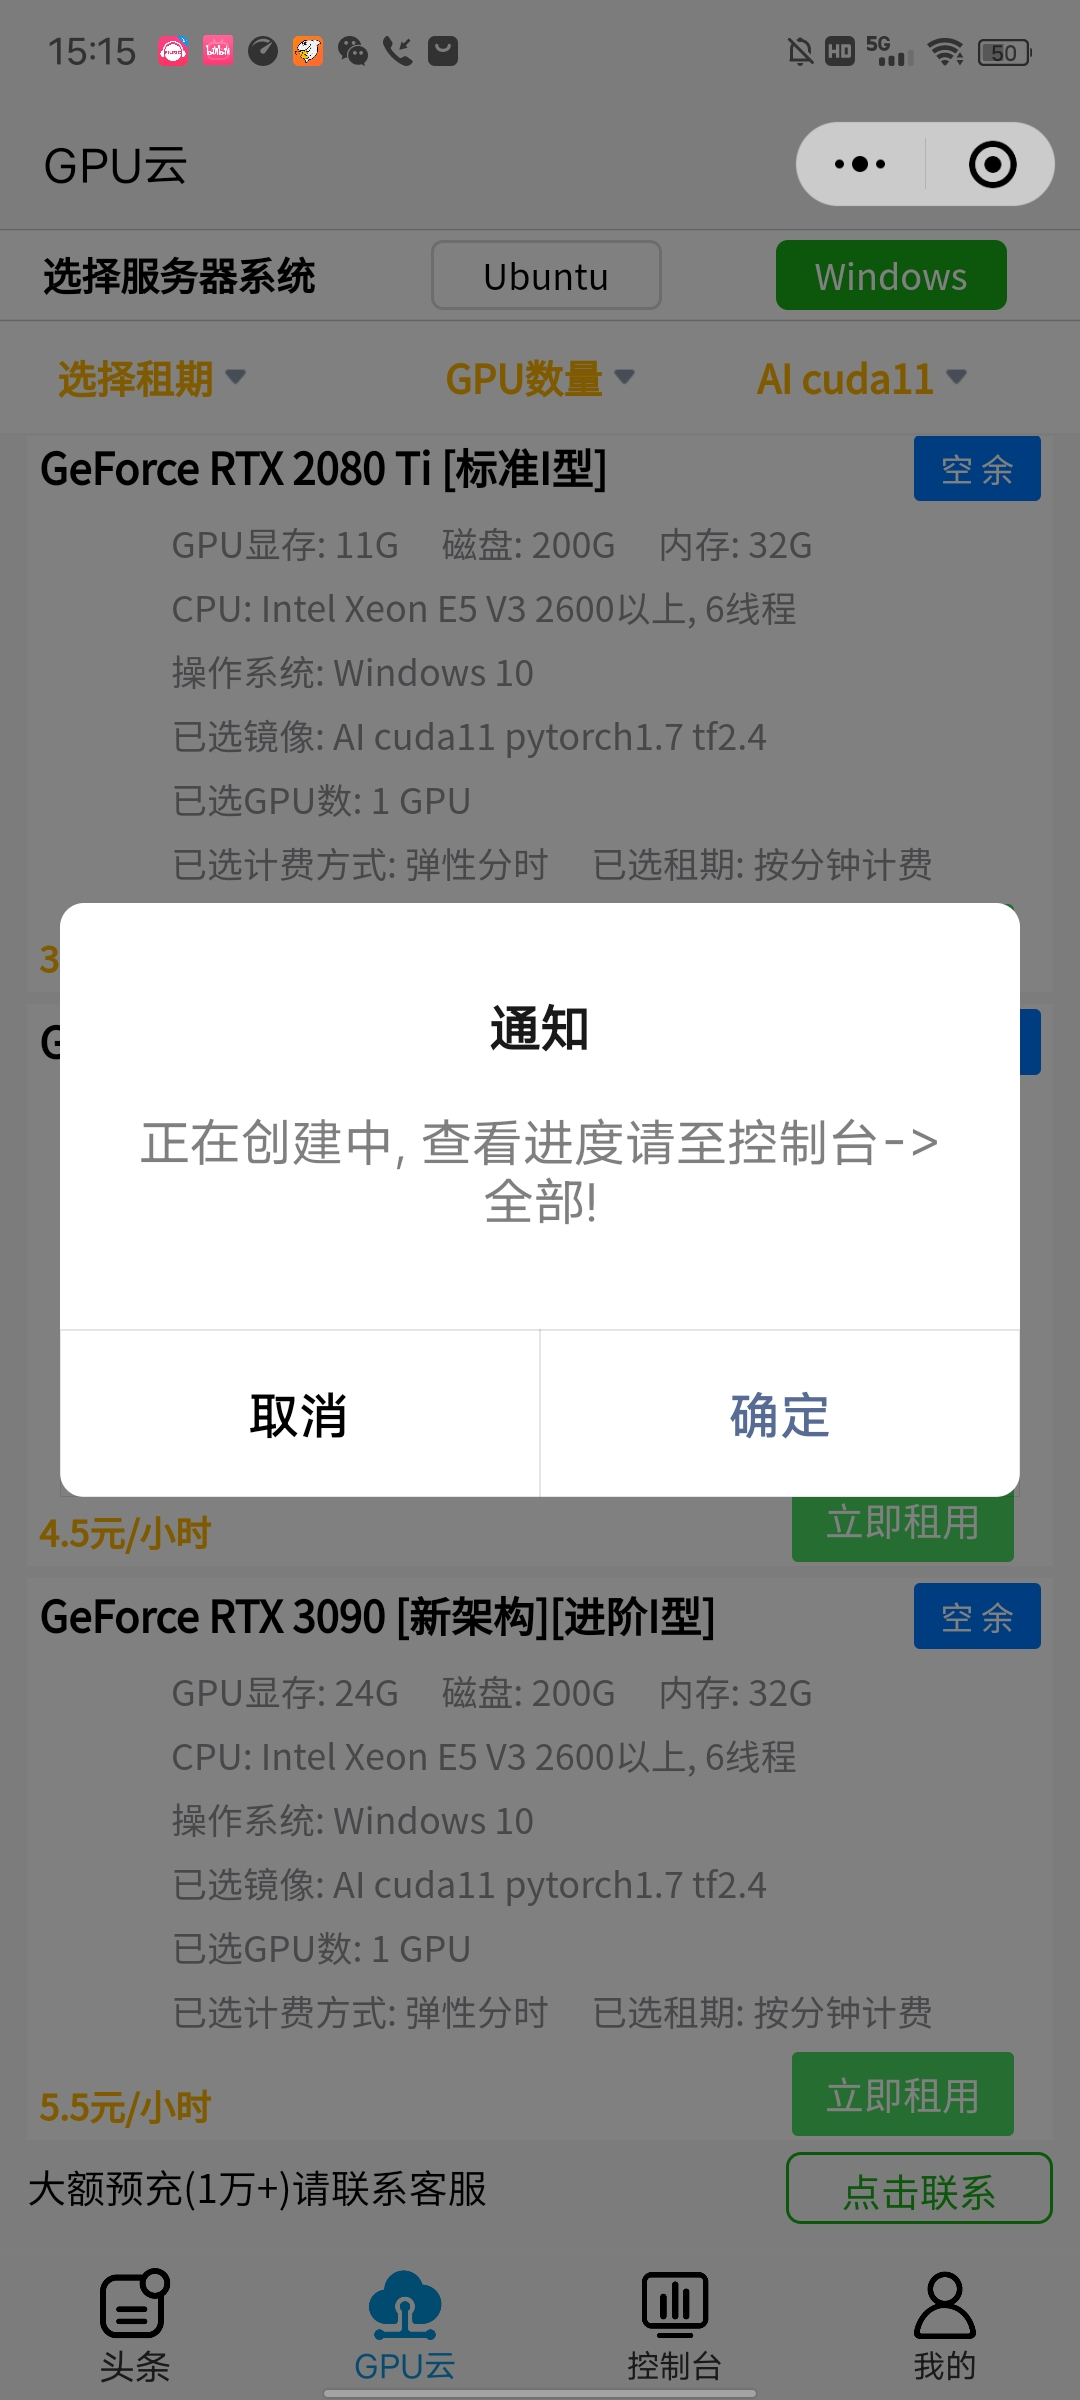 15:15
HD 5G 50
GPU云
选择服务器系统 Ubuntu Windows
选择租期 GPU数量 AI cuda11
GeForce RTX 2080 Ti [标准I型] 空 余
GPU显存: 11G 磁盘: 200G 内存: 32G
CPU: Intel Xeon E5 V3 2600以上, 6线程
操作系统: Windows 10
已选镜像: AI cuda11 pytorch1.7 tf2.4
已选GPU数: 1 GPU
已选计费方式: 弹性分时 已选租期: 按分钟计费
3
G
通知
正在创建中, 查看进度请至控制台->
全部!
取消 确定
4.5元/小时 立即租用
GeForce RTX 3090 [新架构][进阶I型] 空 余
GPU显存: 24G 磁盘: 200G 内存: 32G
CPU: Intel Xeon E5 V3 2600以上, 6线程
操作系统: Windows 10
已选镜像: AI cuda11 pytorch1.7 tf2.4
已选GPU数: 1 GPU
已选计费方式: 弹性分时 已选租期: 按分钟计费
5.5元/小时 立即租用
大额预充(1万+)请联系客服 点击联系
头条 GPU云 控制台 我的